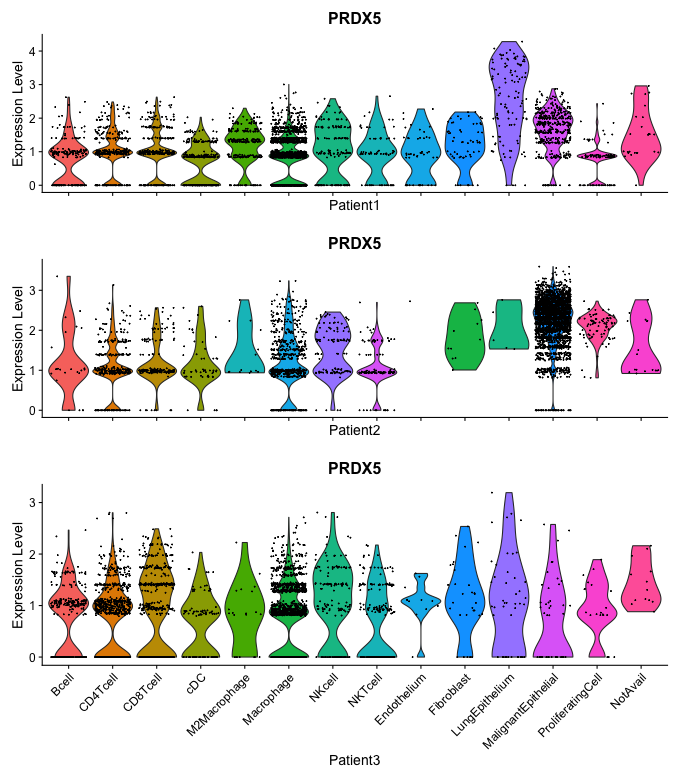 PRDX5
Expression Level
4
3
2
1
0
Patient1
PRDX5
Expression Level
3
2
1
0
Patient2
PRDX5
Expression Level
3
2
1
0
Bcell
CD4Tcell
CD8Tcell
cDC
M2Macrophage
Macrophage
NKcell
NKTcell
Endothelium
Fibroblast
LungEpithelium
MalignantEpithelial
ProliferatingCell
NotAvail
Patient3